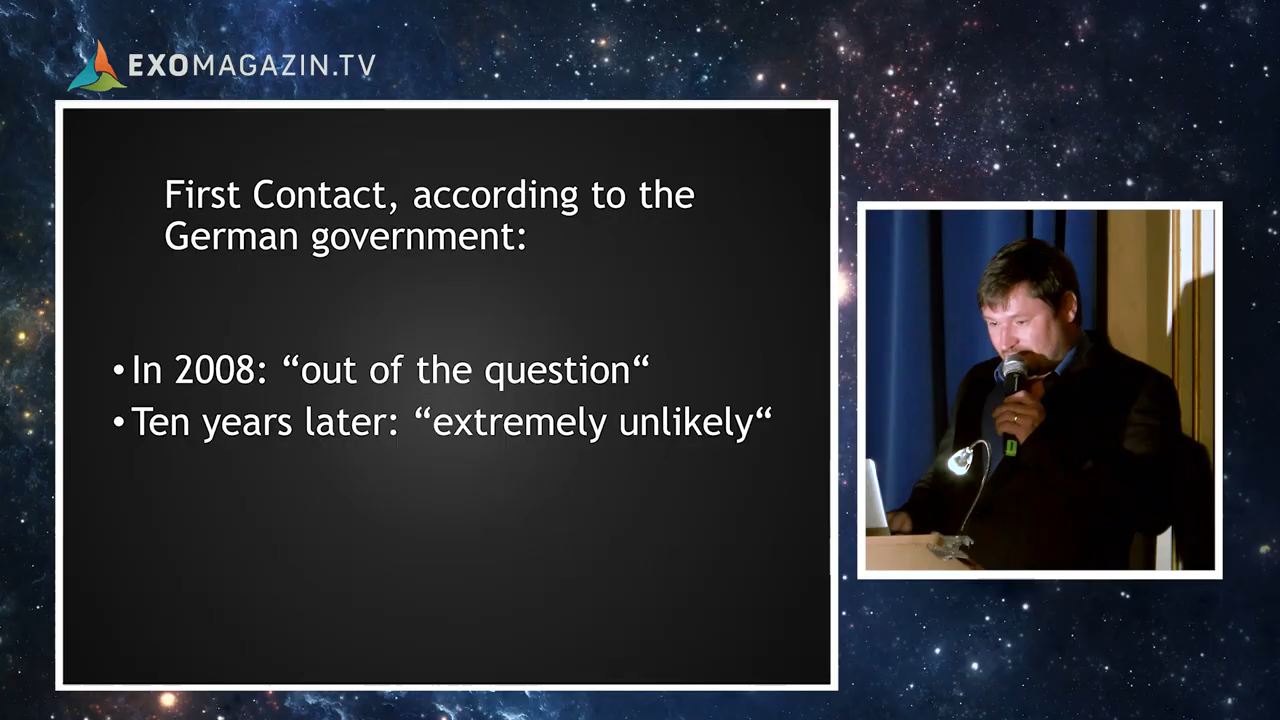 EXOMAGAZIN.TV
First Contact, according to the
German government:
•In 2008: “out of the question“
•Ten years later: “extremely unlikely“